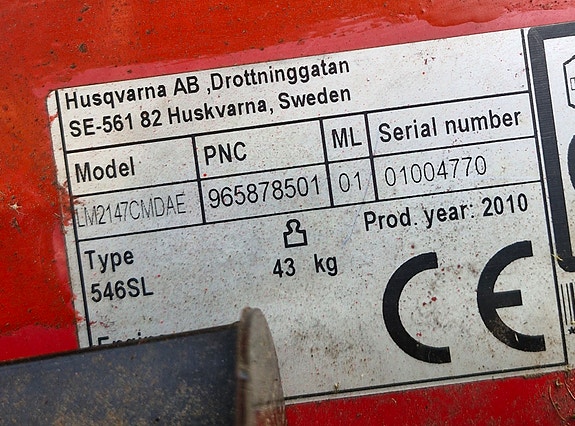 Husqvarna AB ,Drottninggatan
SE-561 82 Huskvarna, Sweden
Model PNC ML Serial number
LM2147CMDAE 965878501 01 01004770
Type 43 kg Prod. year: 2010
546SL
CE